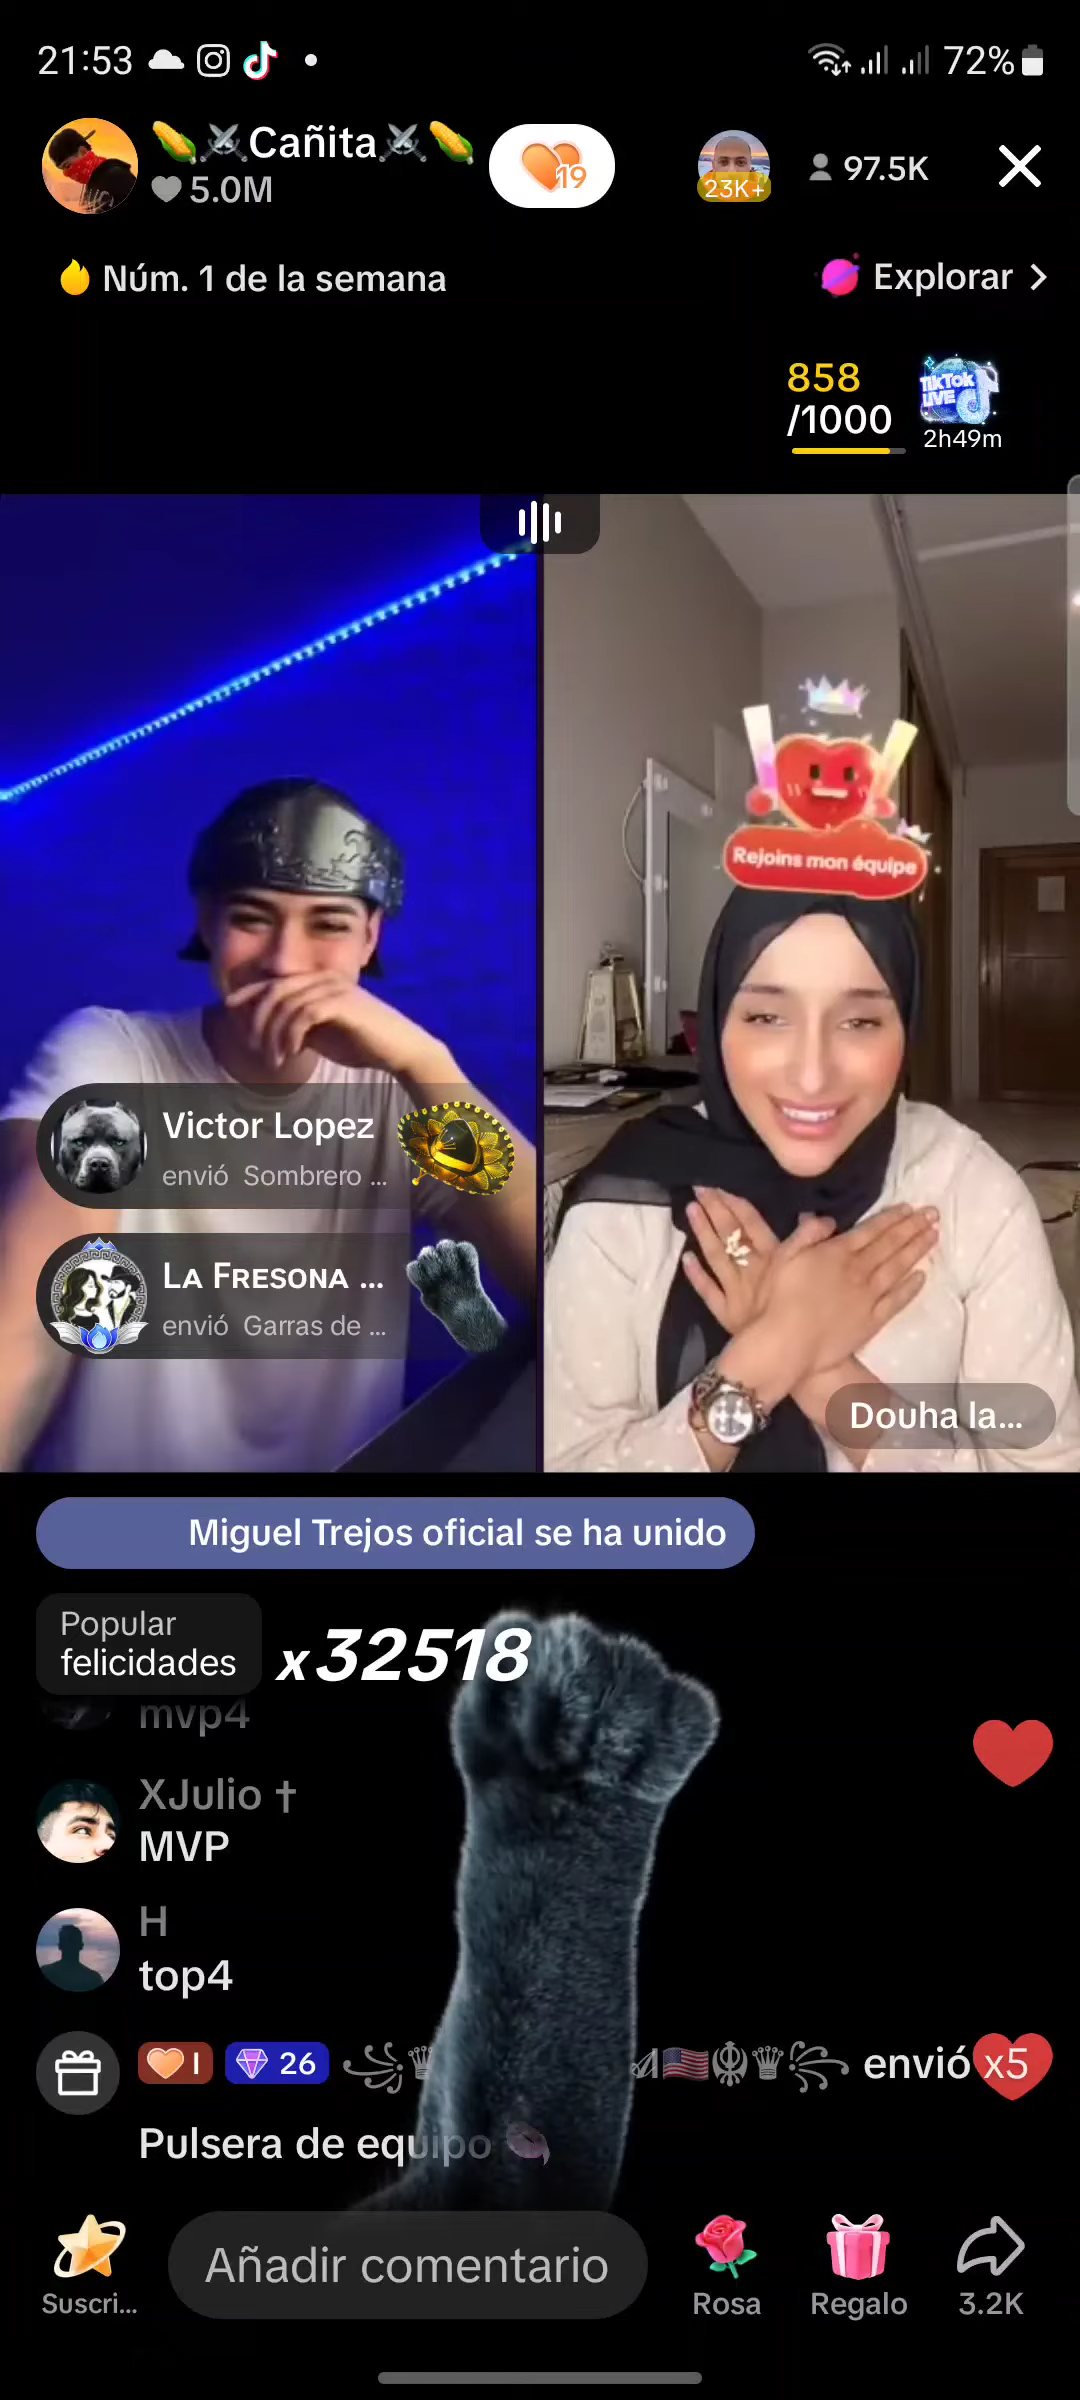 21:53
72%
🌽⚔️Cañita⚔️🌽
5.0M
19
23K+
97.5K
Núm. 1 de la semana
Explorar
858
/1000
TikTok
LIVE
2h49m
Rejoins mon équipe
Victor Lopez
envió Sombrero ...
LA FRESONA ...
envió Garras de ...
Douha la...
Miguel Trejos oficial se ha unido
Popular
felicidades
x32518
mvp4
XJulio †
MVP
H
top4
I 26 envió x5
Pulsera de equipo
Suscri...
Añadir comentario
Rosa
Regalo
3.2K